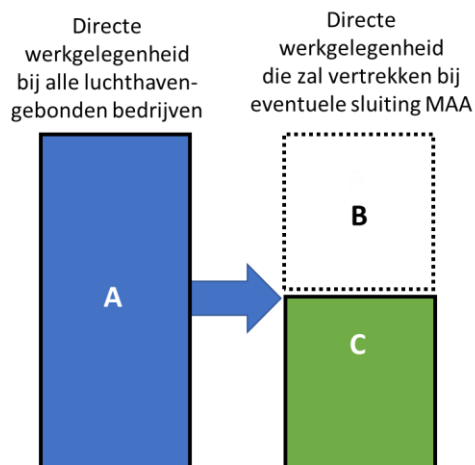 Directe
werkgelegenheid
bij alle luchthaven-
gebonden bedrijven
Directe
werkgelegenheid
die zal vertrekken bij
eventuele sluiting MAA
A
B
C